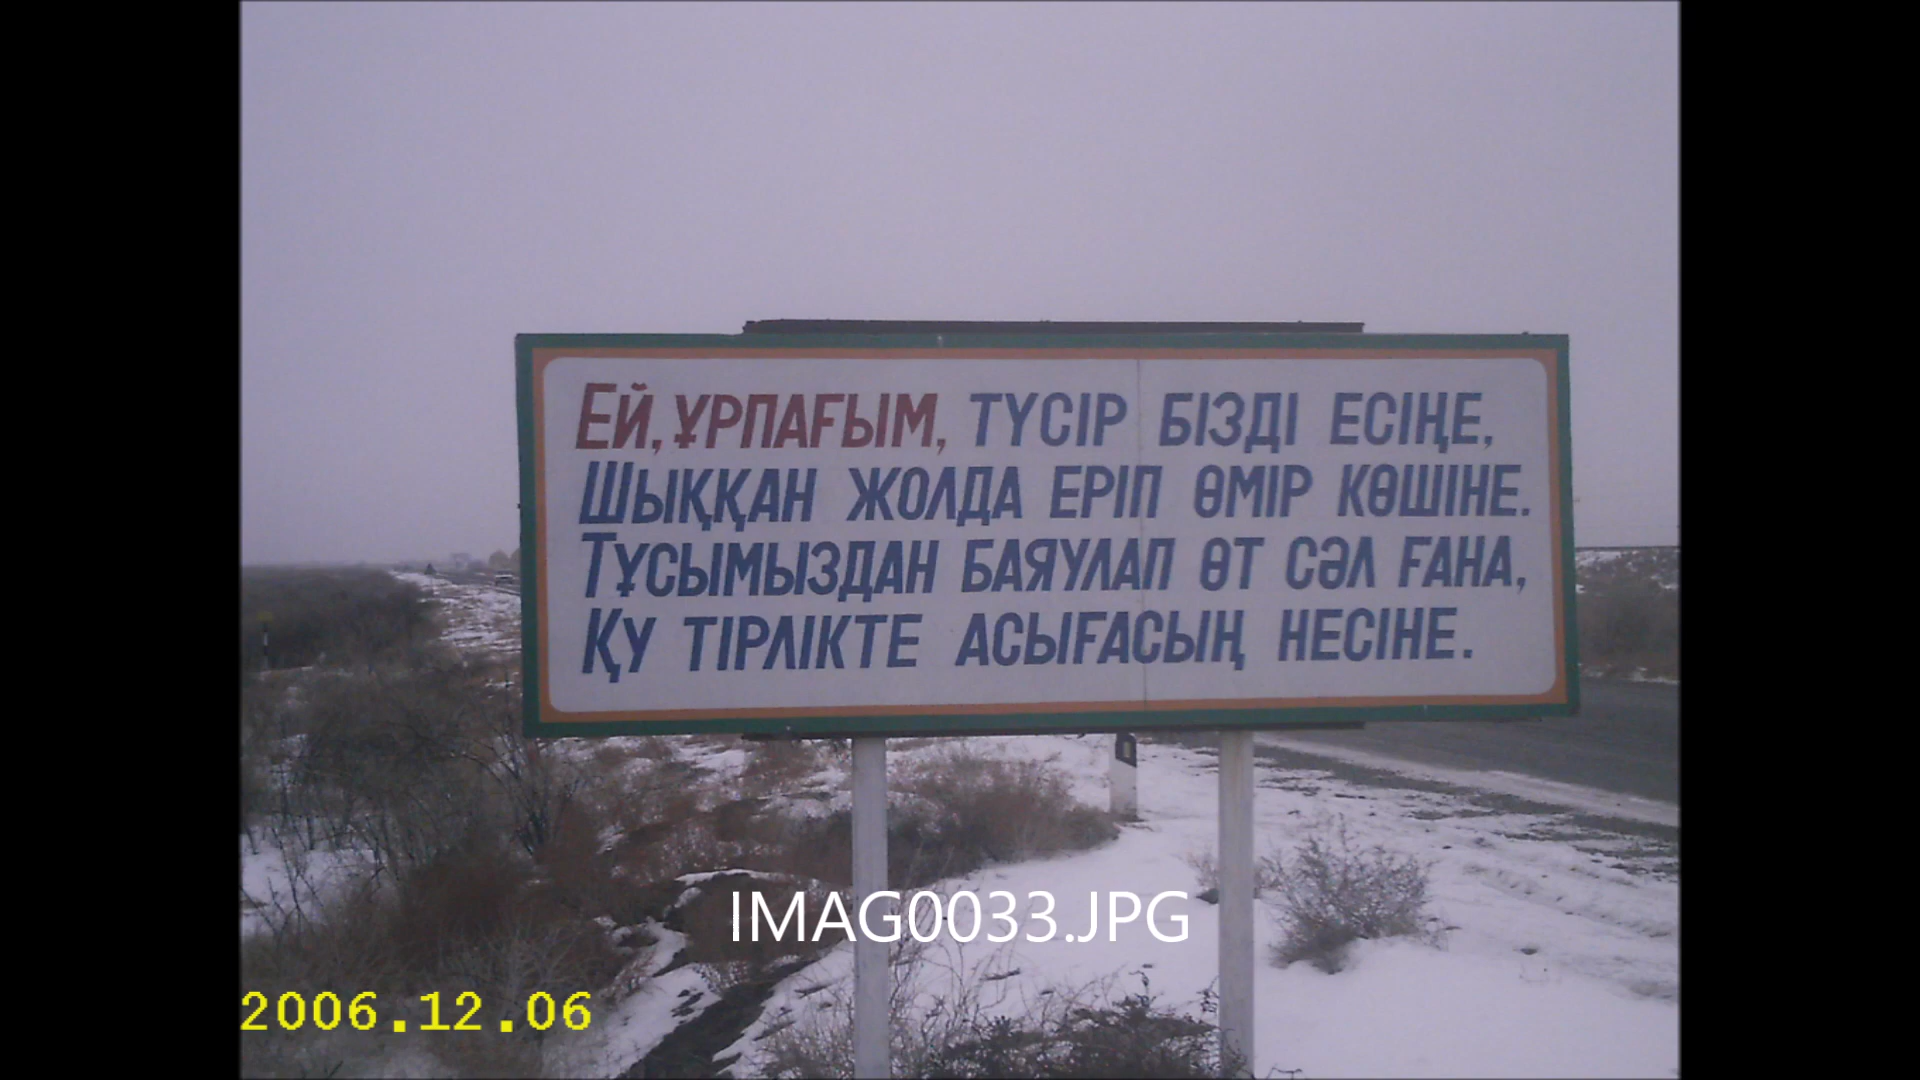 Ей, ҰРПАҒЫМ, ТҮСІР БІЗДІ ЕСІҢЕ,
ШЫҚҚАН ЖОЛДА ЕРІП ӨМІР КӨШІНЕ.
ТҰСЫМЫЗДАН БАЯУЛАП ӨТ СӘЛ ҒАНА,
ҚУ ТІРЛІКТЕ АСЫҒАСЫҢ НЕСІНЕ.
IMAG0033.JPG
2006.12.06